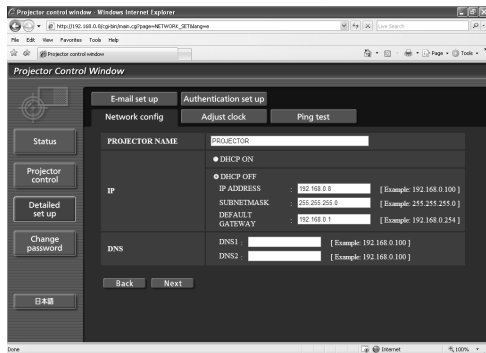 Projector control window - Windows Internet Explorer
http://192.168.0.8/cgi-bin/main.cgi?page=NETWORK_SET&lang=e
Live Search
File Edit View Favorites Tools Help
Projector control window
Page Tools
Projector Control Window
E-mail set up Authentication set up
Network config Adjust clock Ping test
Status
Projector control
Detailed set up
Change password
日本語
PROJECTOR NAME PROJECTOR
IP
DHCP ON
DHCP OFF
IP ADDRESS : 192.168.0.8 [ Example: 192.168.0.100 ]
SUBNETMASK : 255.255.255.0 [ Example: 255.255.255.0 ]
DEFAULT GATEWAY : 192.168.0.1 [ Example: 192.168.0.254 ]
DNS
DNS1 : [ Example: 192.168.0.100 ]
DNS2 : [ Example: 192.168.0.100 ]
Back Next
Done Internet 100%